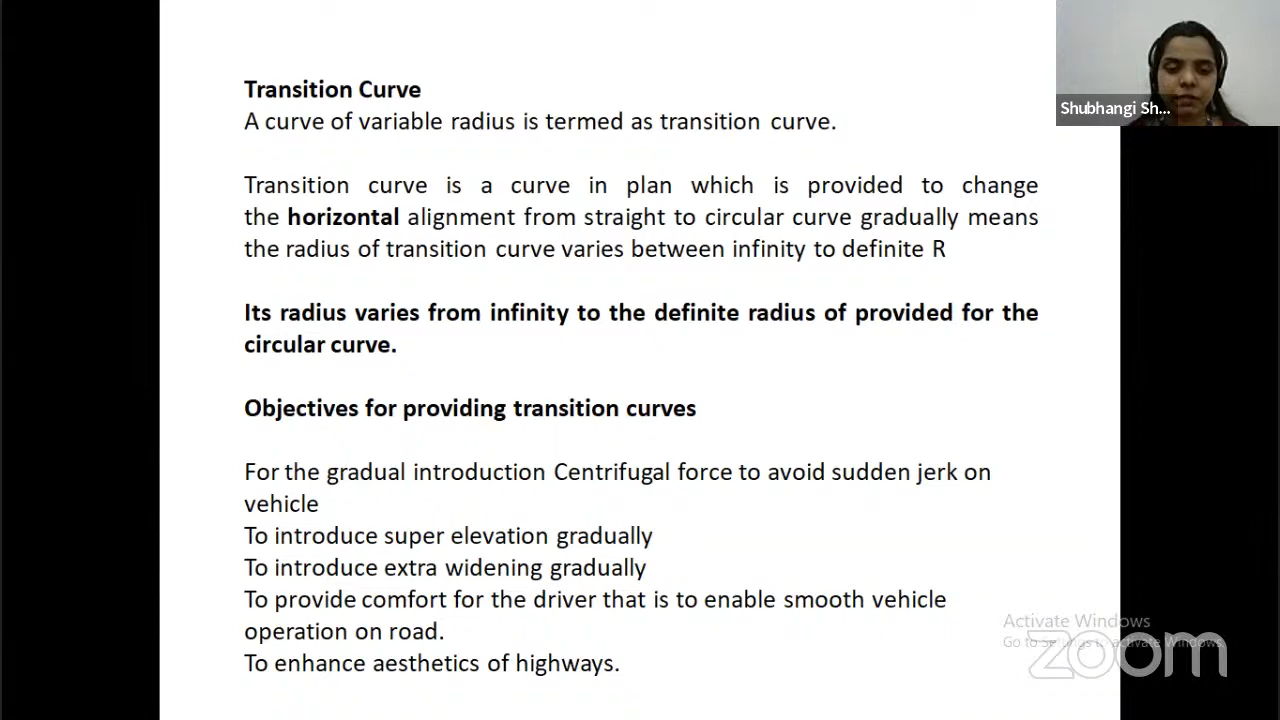 Transition Curve
A curve of variable radius is termed as transition curve.
Transition curve is a curve in plan which is provided to change
the horizontal alignment from straight to circular curve gradually means
the radius of transition curve varies between infinity to definite R
Its radius varies from infinity to the definite radius of provided for the
circular curve.
Objectives for providing transition curves
For the gradual introduction Centrifugal force to avoid sudden jerk on
vehicle
To introduce super elevation gradually
To introduce extra widening gradually
To provide comfort for the driver that is to enable smooth vehicle
operation on road.
To enhance aesthetics of highways.
Shubhangi Sh...
Activate Windows
Go to Settings to activate Windows.
zoom